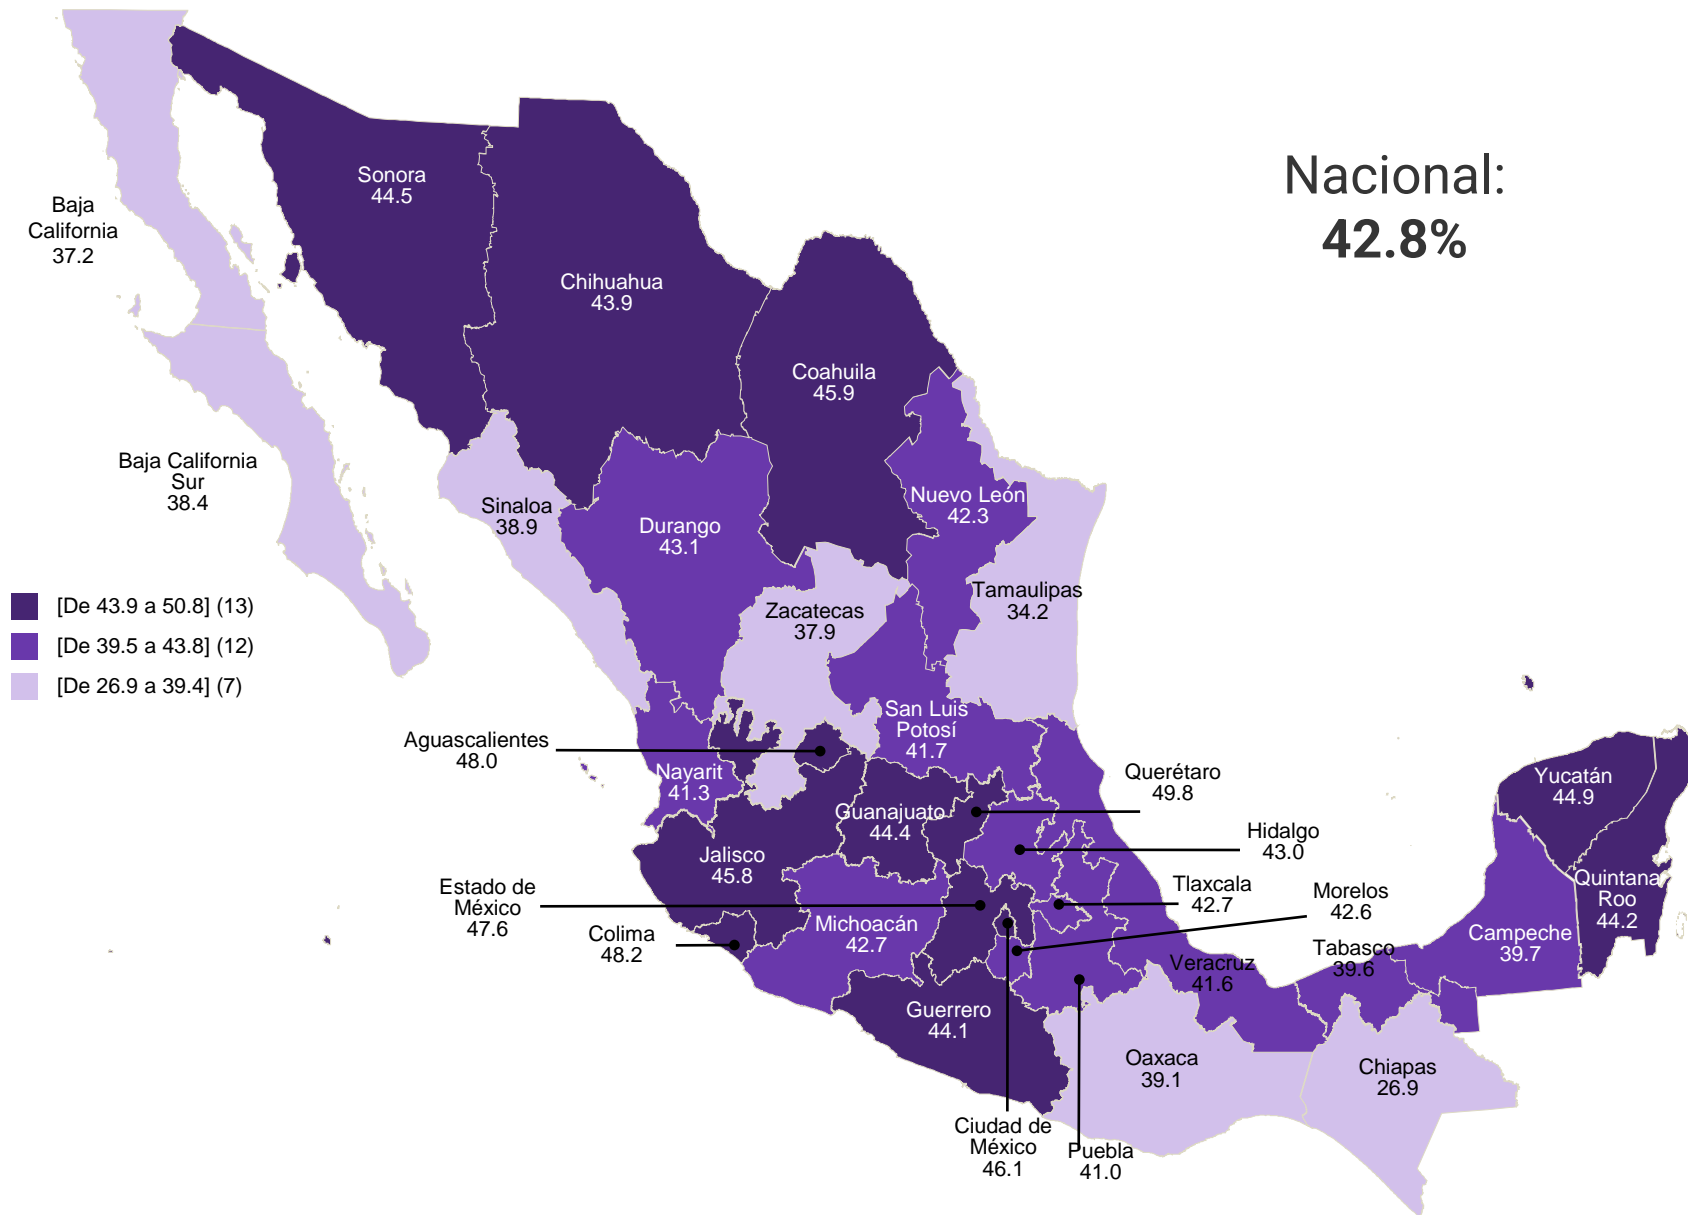 Nacional:
42.8%
Sonora
44.5
Baja
California
37.2
Chihuahua
43.9
Coahuila
45.9
Baja California
Sur
38.4
Sinaloa
38.9
Durango
43.1
Nuevo León
42.3
Tamaulipas
34.2
Zacatecas
37.9
[De 43.9 a 50.8] (13)
[De 39.5 a 43.8] (12)
[De 26.9 a 39.4] (7)
San Luis
Potosí
41.7
Aguascalientes
48.0
Nayarit
41.3
Querétaro
49.8
Yucatán
44.9
Guanajuato
44.4
Hidalgo
43.0
Jalisco
45.8
Quintana
Roo
44.2
Estado de
México
47.6
Tlaxcala
42.7
Morelos
42.6
Michoacán
42.7
Colima
48.2
Campeche
39.7
Tabasco
39.6
Veracruz
41.6
Guerrero
44.1
Oaxaca
39.1
Chiapas
26.9
Ciudad de
México
46.1
Puebla
41.0